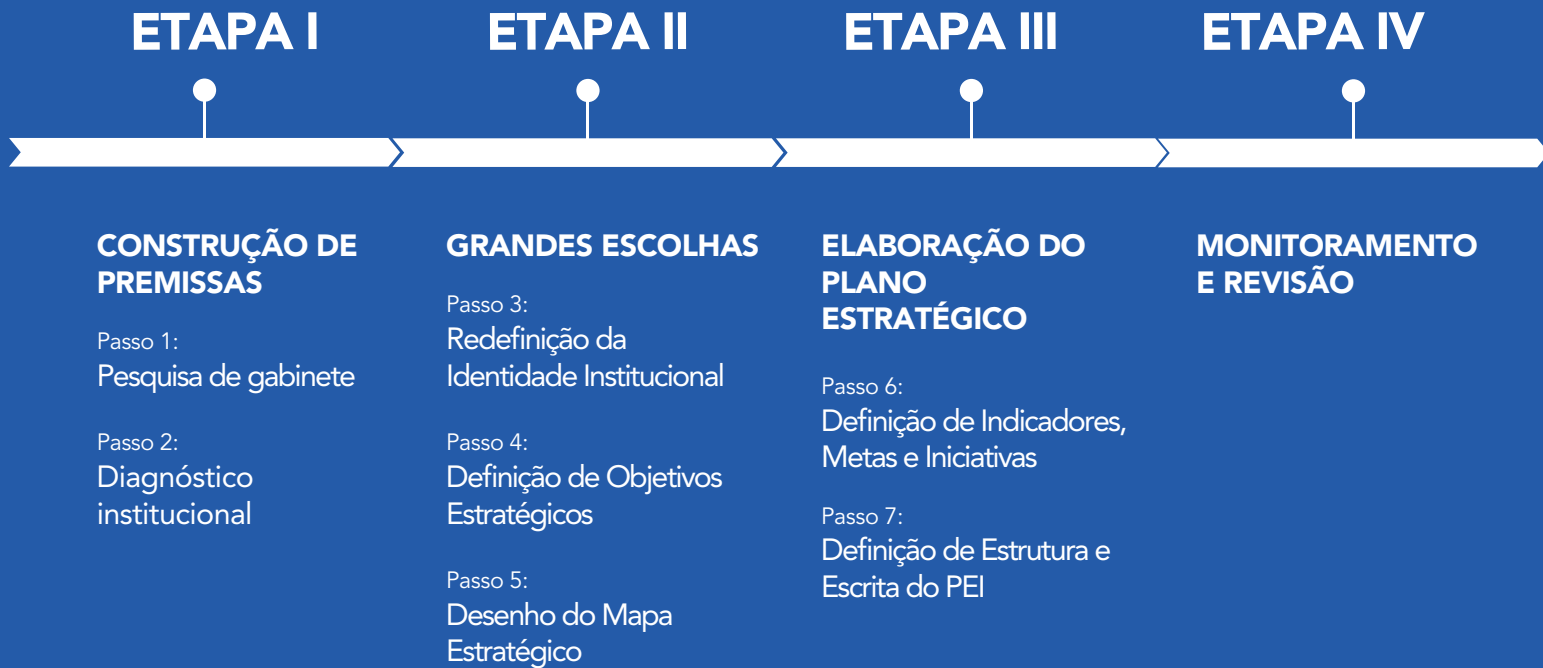 ETAPA I
ETAPA II
ETAPA III
ETAPA IV
CONSTRUÇÃO DE
PREMISSAS
Passo 1:
Pesquisa de gabinete
Passo 2:
Diagnóstico
institucional
GRANDES ESCOLHAS
Passo 3:
Redefinição da
Identidade Institucional
Passo 4:
Definição de Objetivos
Estratégicos
Passo 5:
Desenho do Mapa
Estratégico
ELABORAÇÃO DO
PLANO
ESTRATÉGICO
Passo 6:
Definição de Indicadores,
Metas e Iniciativas
Passo 7:
Definição de Estrutura e
Escrita do PEI
MONITORAMENTO
E REVISÃO